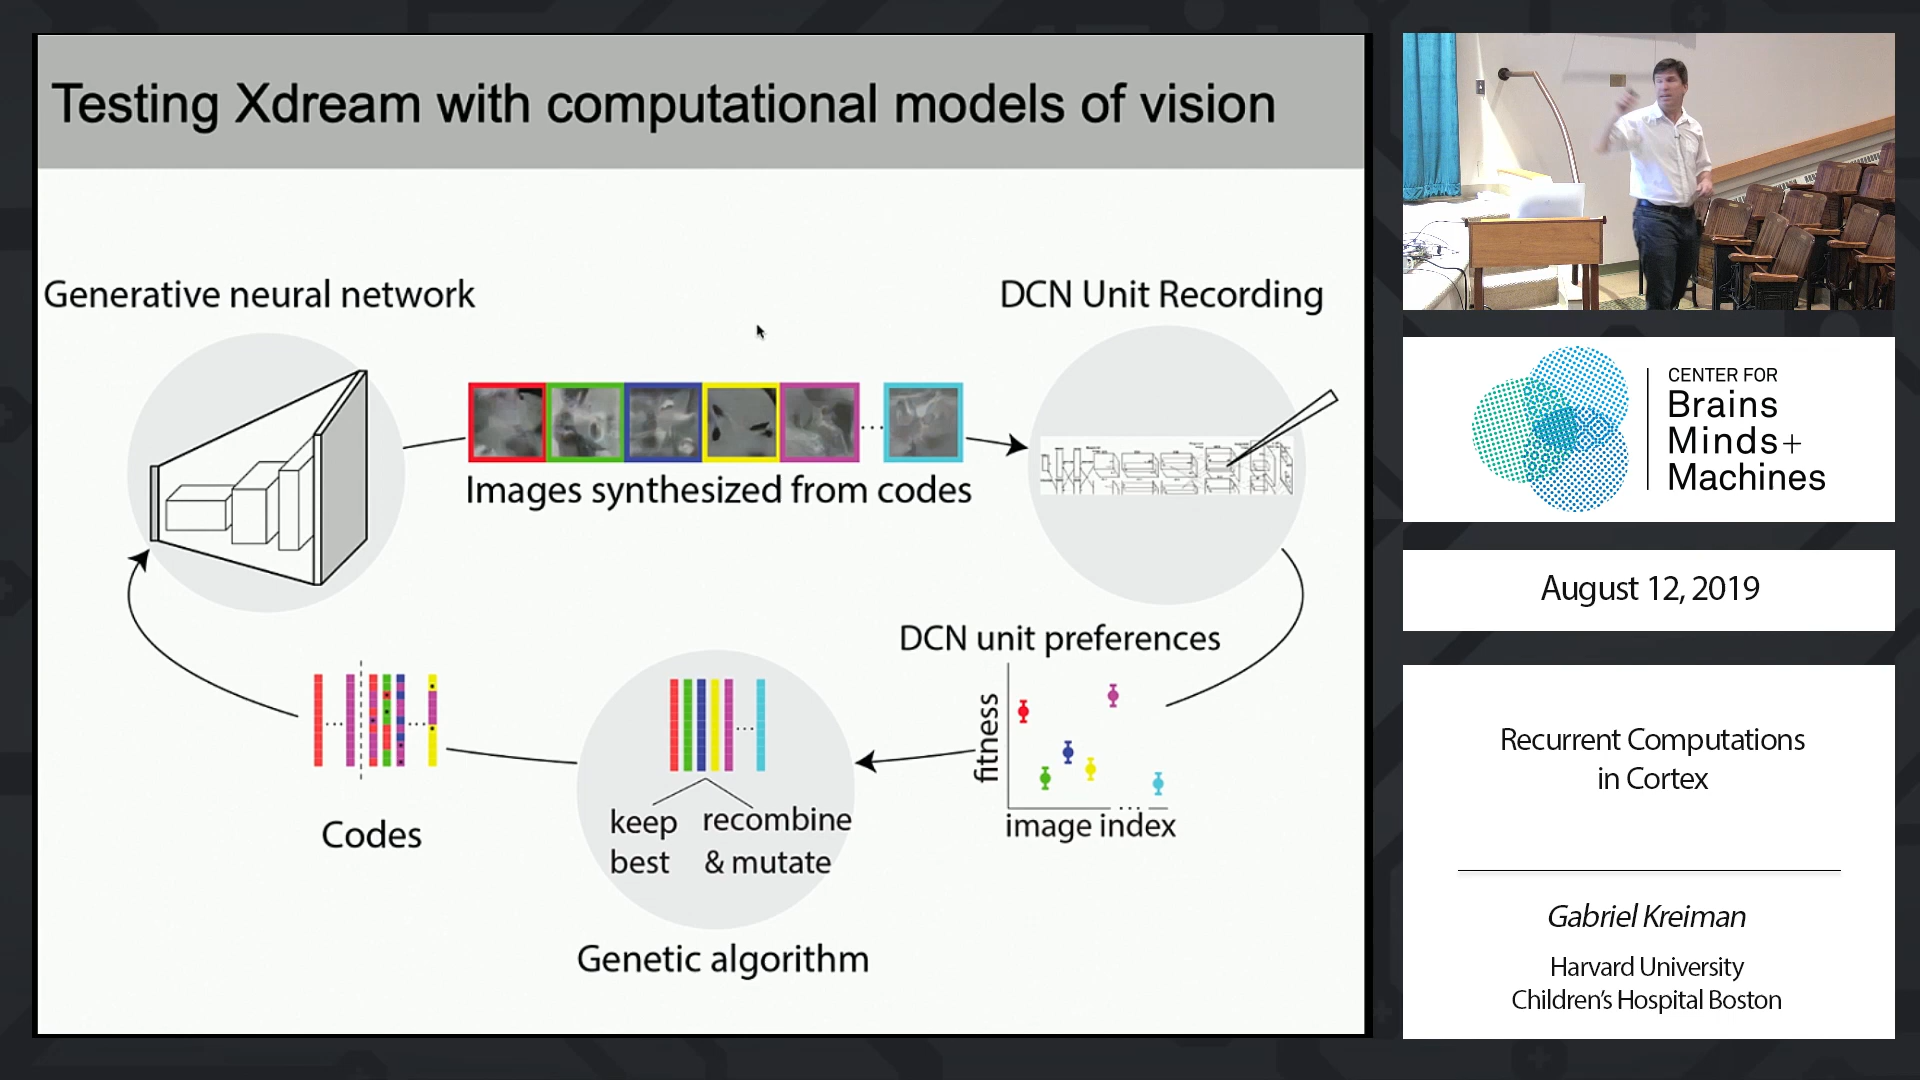 Testing Xdream with computational models of vision
Generative neural network
DCN Unit Recording
Images synthesized from codes
DCN unit preferences
fitness
image index
keep best
recombine & mutate
Codes
Genetic algorithm
CENTER FOR
Brains
Minds+
Machines
August 12, 2019
Recurrent Computations
in Cortex
Gabriel Kreiman
Harvard University
Children's Hospital Boston